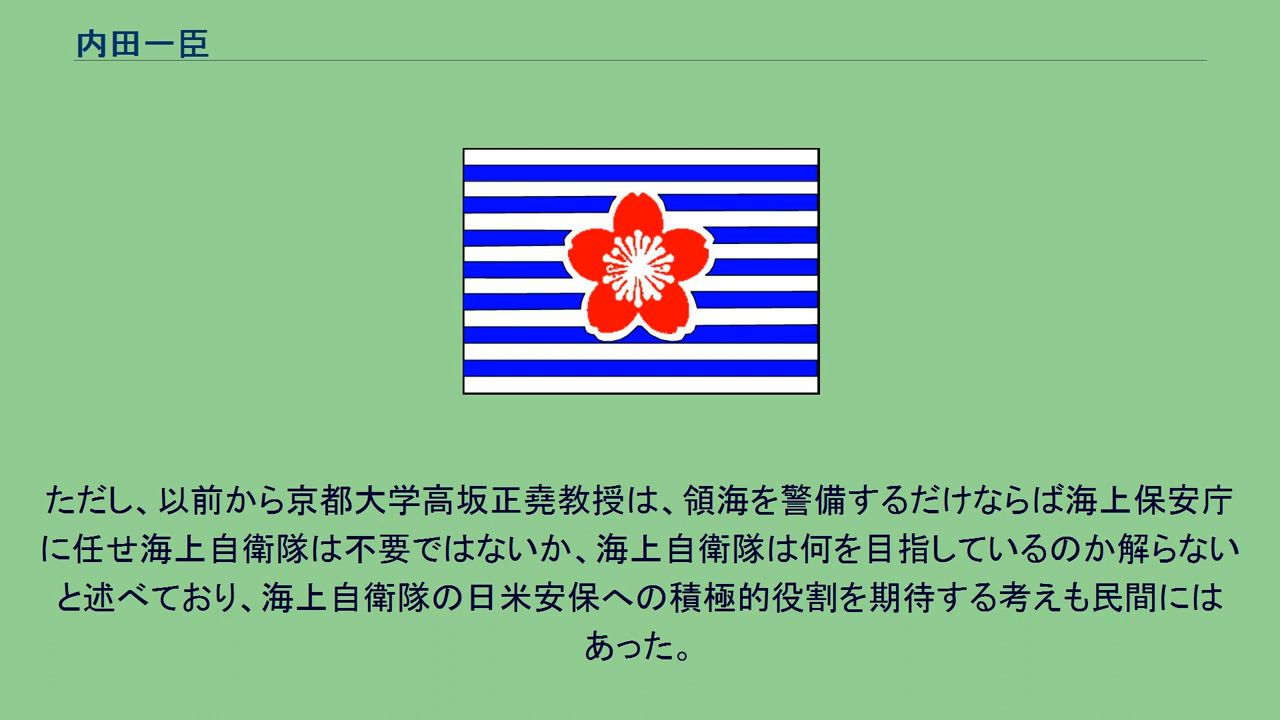 内田一臣
ただし、以前から京都大学高坂正堯教授は、領海を警備するだけならば海上保安庁
に任せ海上自衛隊は不要ではないか、海上自衛隊は何を目指しているのか解らない
と述べており、海上自衛隊の日米安保への積極的役割を期待する考えも民間には
あった。